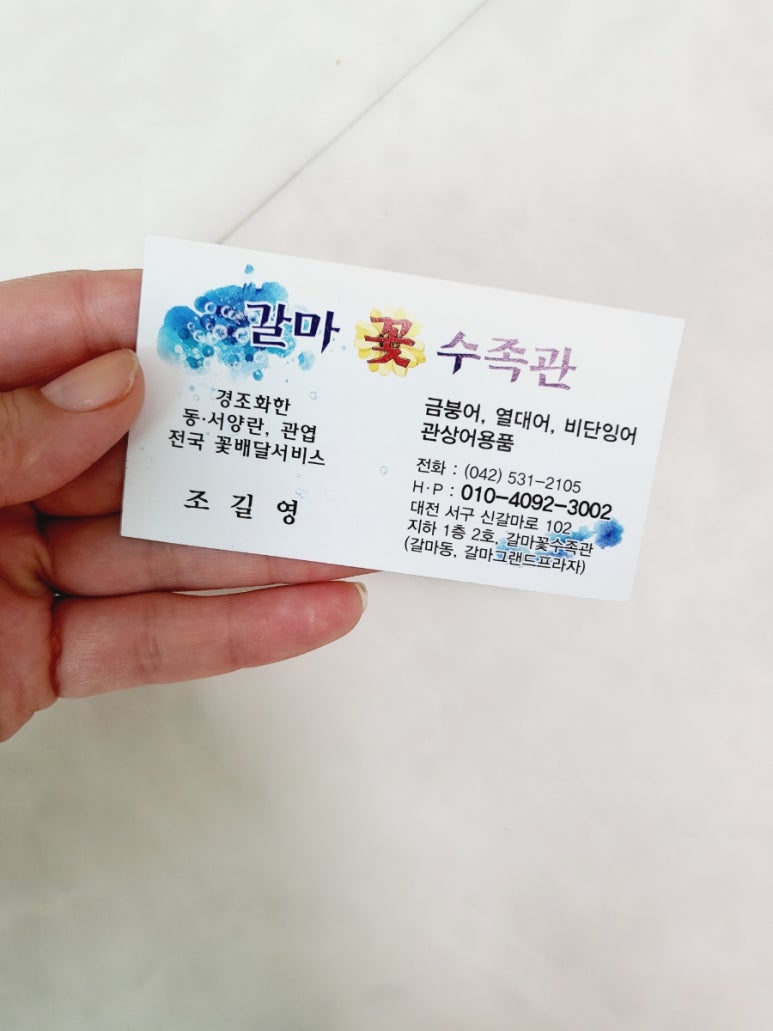 갈마 꽃 수족관
경조화한
동·서양란, 관엽
전국 꽃배달서비스
조길영
금붕어, 열대어, 비단잉어
관상어용품
전화 : (042) 531-2105
H·P : 010-4092-3002
대전 서구 신갈마로 102
지하 1층 2호, 갈마꽃수족관
(갈마동, 갈마그랜드프라자)